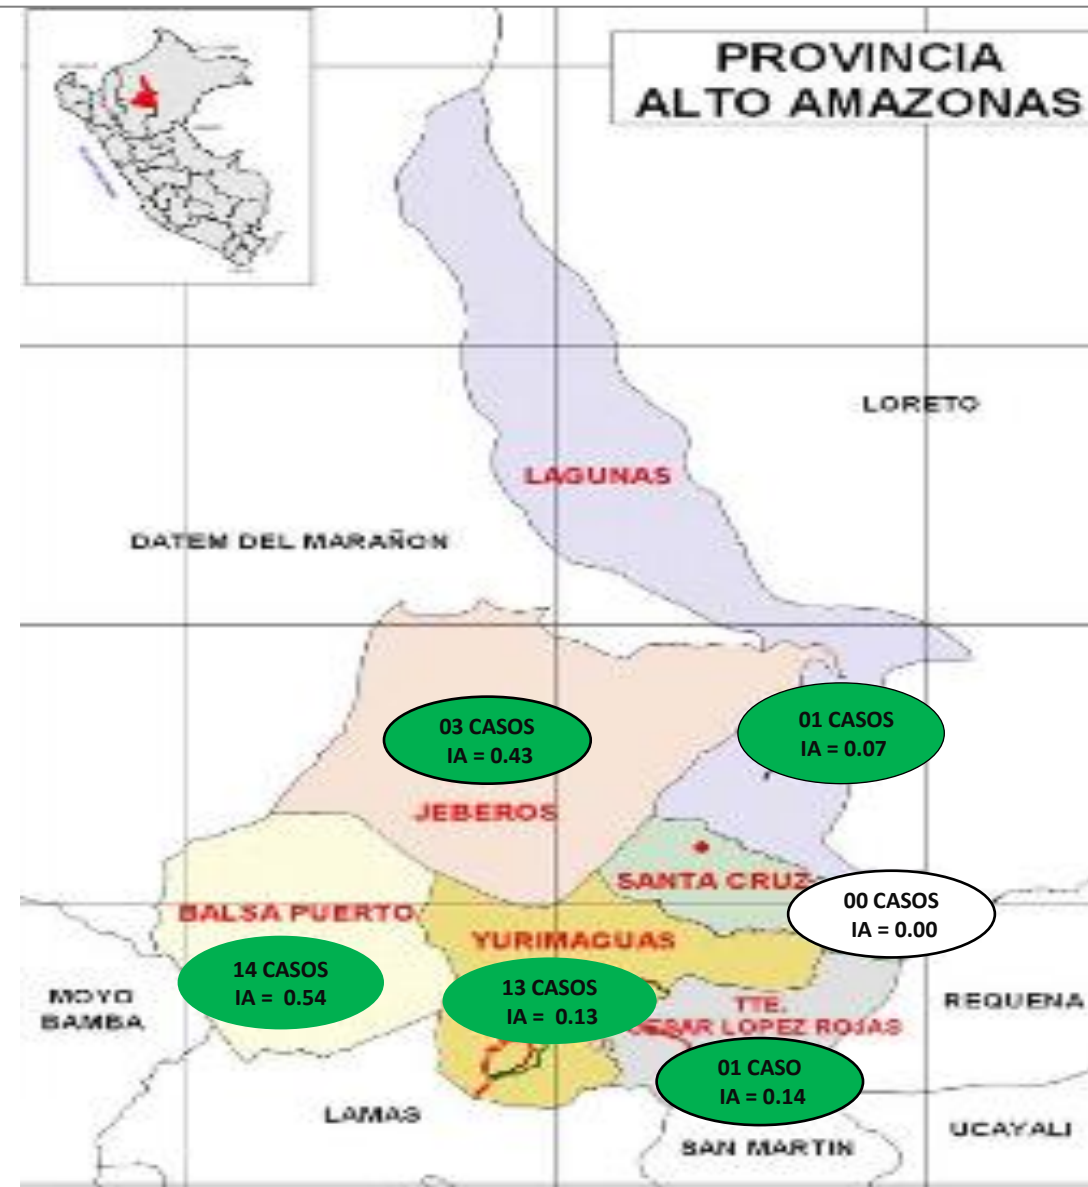 PROVINCIA
ALTO AMAZONAS
LORETO
LAGUNAS
DATEM DEL MARAÑON
03 CASOS
IA = 0.43
01 CASOS
IA = 0.07
JEBEROS
SANTA CRUZ
00 CASOS
IA = 0.00
BALSA PUERTO
YURIMAGUAS
14 CASOS
IA = 0.54
13 CASOS
IA = 0.13
MOYO
BAMBA
TTE.
ESAR LOPEZ ROJAS
REQUENA
01 CASO
IA = 0.14
LAMAS
SAN MARTIN
UCAYALI